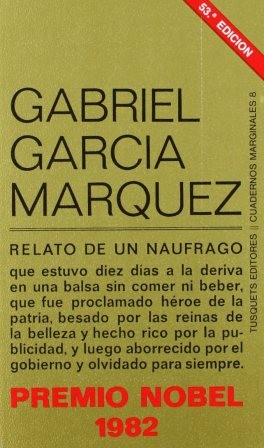 53.ª EDICION
GABRIEL
GARCIA
MARQUEZ
RELATO DE UN NAUFRAGO
que estuvo diez días a la deriva
en una balsa sin comer ni beber,
que fue proclamado héroe de la
patria, besado por las reinas de
la belleza y hecho rico por la pu-
blicidad, y luego aborrecido por el
gobierno y olvidado para siempre.
PREMIO NOBEL
1982
TUSQUETS EDITORES || CUADERNOS MARGINALES 8